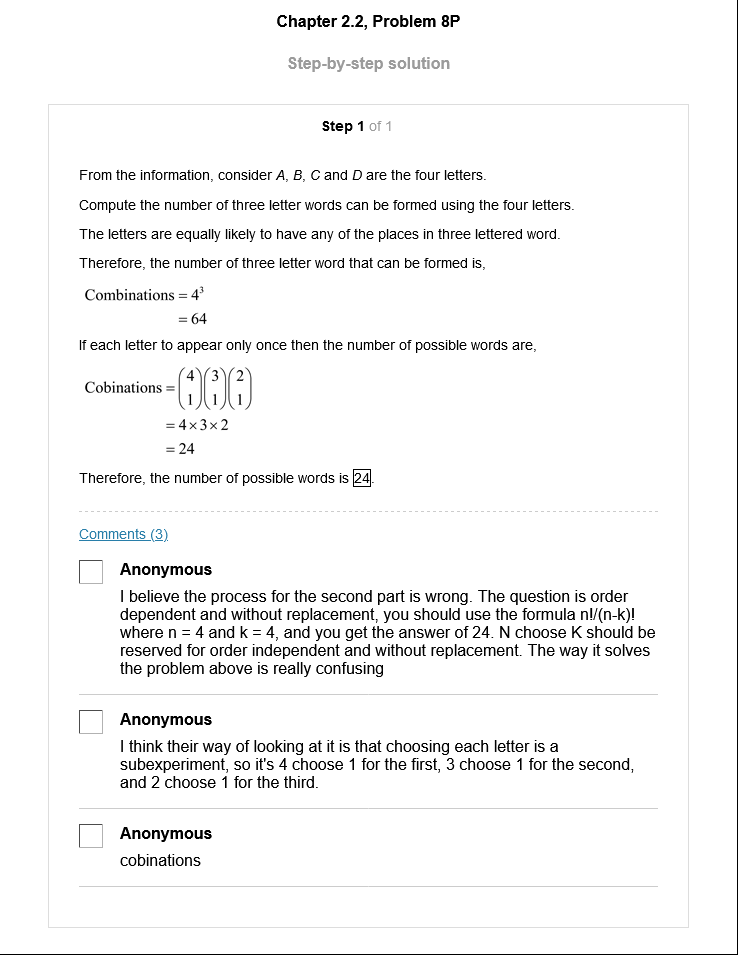 Chapter 2.2, Problem 8P
Step-by-step solution
Step 1 of 1
From the information, consider A, B, C and D are the four letters.
Compute the number of three letter words can be formed using the four letters.
The letters are equally likely to have any of the places in three lettered word.
Therefore, the number of three letter word that can be formed is,
Combinations = 4³
= 64
If each letter to appear only once then the number of possible words are,
Cobinations = (4 1)(3 1)(2 1)
= 4 × 3 × 2
= 24
Therefore, the number of possible words is 24.
Comments (3)
Anonymous
I believe the process for the second part is wrong. The question is order
dependent and without replacement, you should use the formula n!/(n-k)!
where n = 4 and k = 4, and you get the answer of 24. N choose K should be
reserved for order independent and without replacement. The way it solves
the problem above is really confusing
Anonymous
I think their way of looking at it is that choosing each letter is a
subexperiment, so it's 4 choose 1 for the first, 3 choose 1 for the second,
and 2 choose 1 for the third.
Anonymous
cobinations